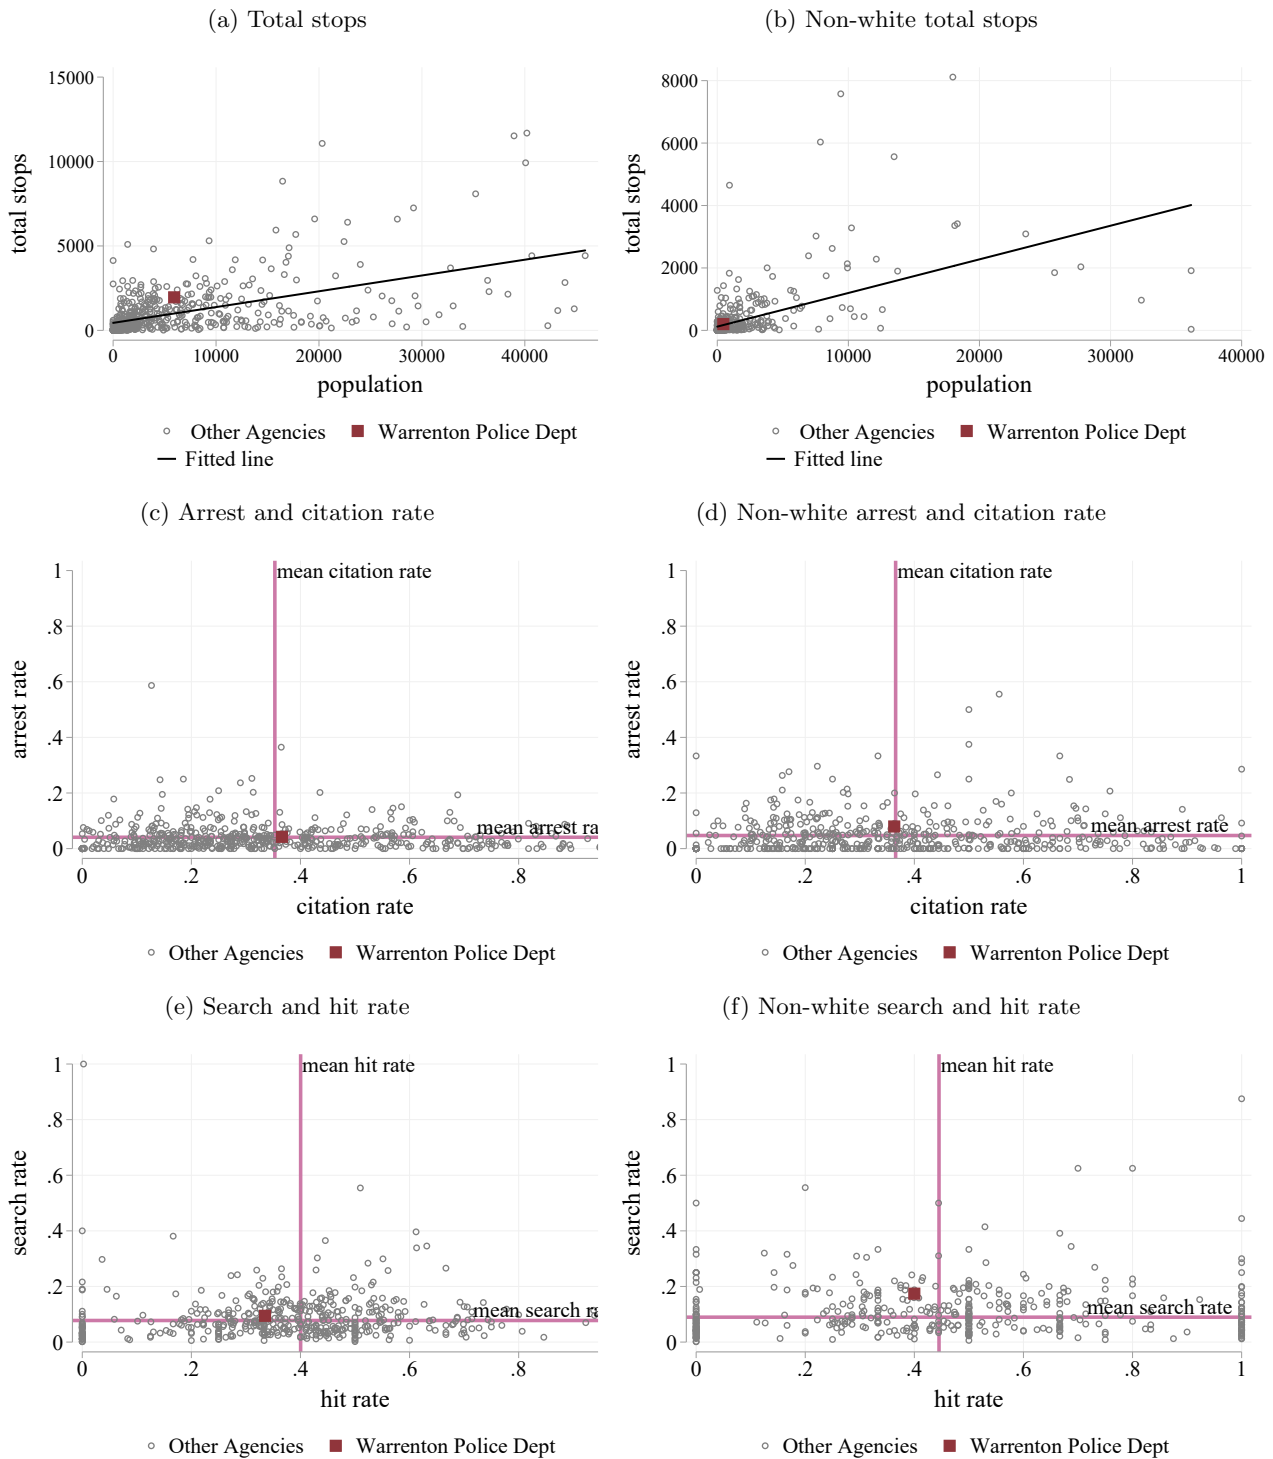 (a) Total stops
(b) Non-white total stops
15000
10000
5000
0
total stops
0 10000 20000 30000 40000
population
Other Agencies Warrenton Police Dept
Fitted line
8000
6000
4000
2000
0
total stops
0 10000 20000 30000 40000
population
Other Agencies Warrenton Police Dept
Fitted line
(c) Arrest and citation rate
(d) Non-white arrest and citation rate
mean citation rate
1
.8
.6
.4
.2
0
arrest rate
mean arrest ra
0 .2 .4 .6 .8
citation rate
Other Agencies Warrenton Police Dept
mean citation rate
1
.8
.6
.4
.2
0
arrest rate
mean arrest rate
0 .2 .4 .6 .8 1
citation rate
Other Agencies Warrenton Police Dept
(e) Search and hit rate
(f) Non-white search and hit rate
mean hit rate
1
.8
.6
.4
.2
0
search rate
mean search ra
0 .2 .4 .6 .8
hit rate
Other Agencies Warrenton Police Dept
mean hit rate
1
.8
.6
.4
.2
0
search rate
mean search rate
0 .2 .4 .6 .8 1
hit rate
Other Agencies Warrenton Police Dept